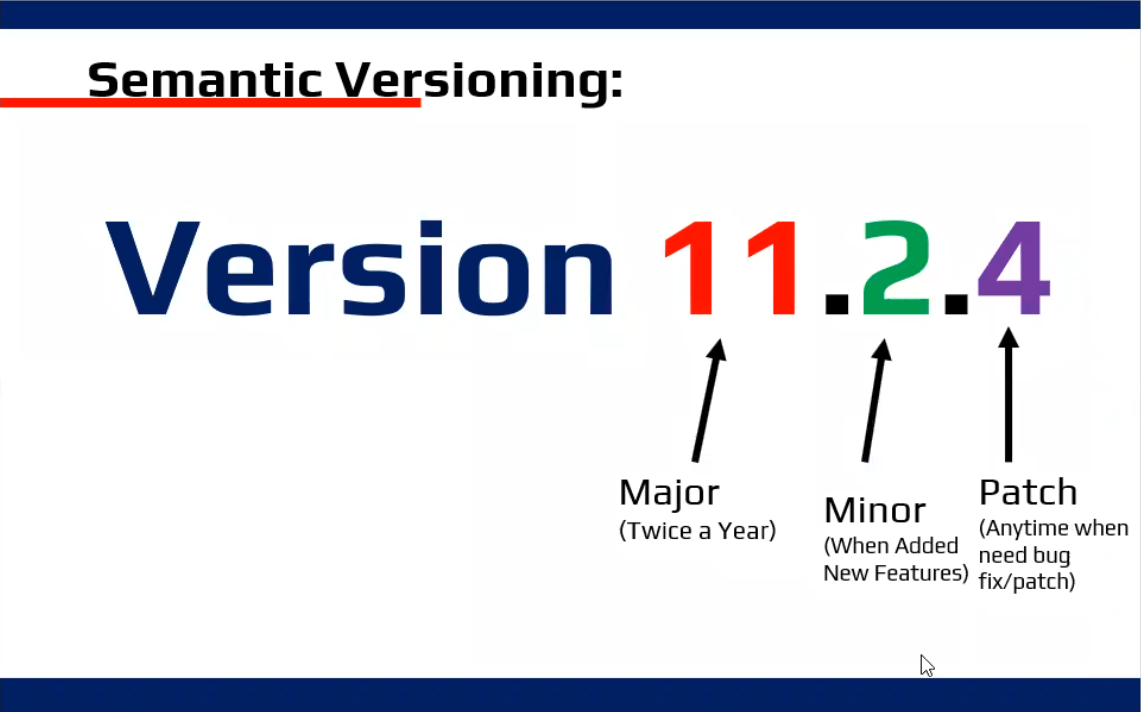 Semantic Versioning:
Version 11.2.4
Major
(Twice a Year)
Minor
(When Added
New Features)
Patch
(Anytime when
need bug
fix/patch)